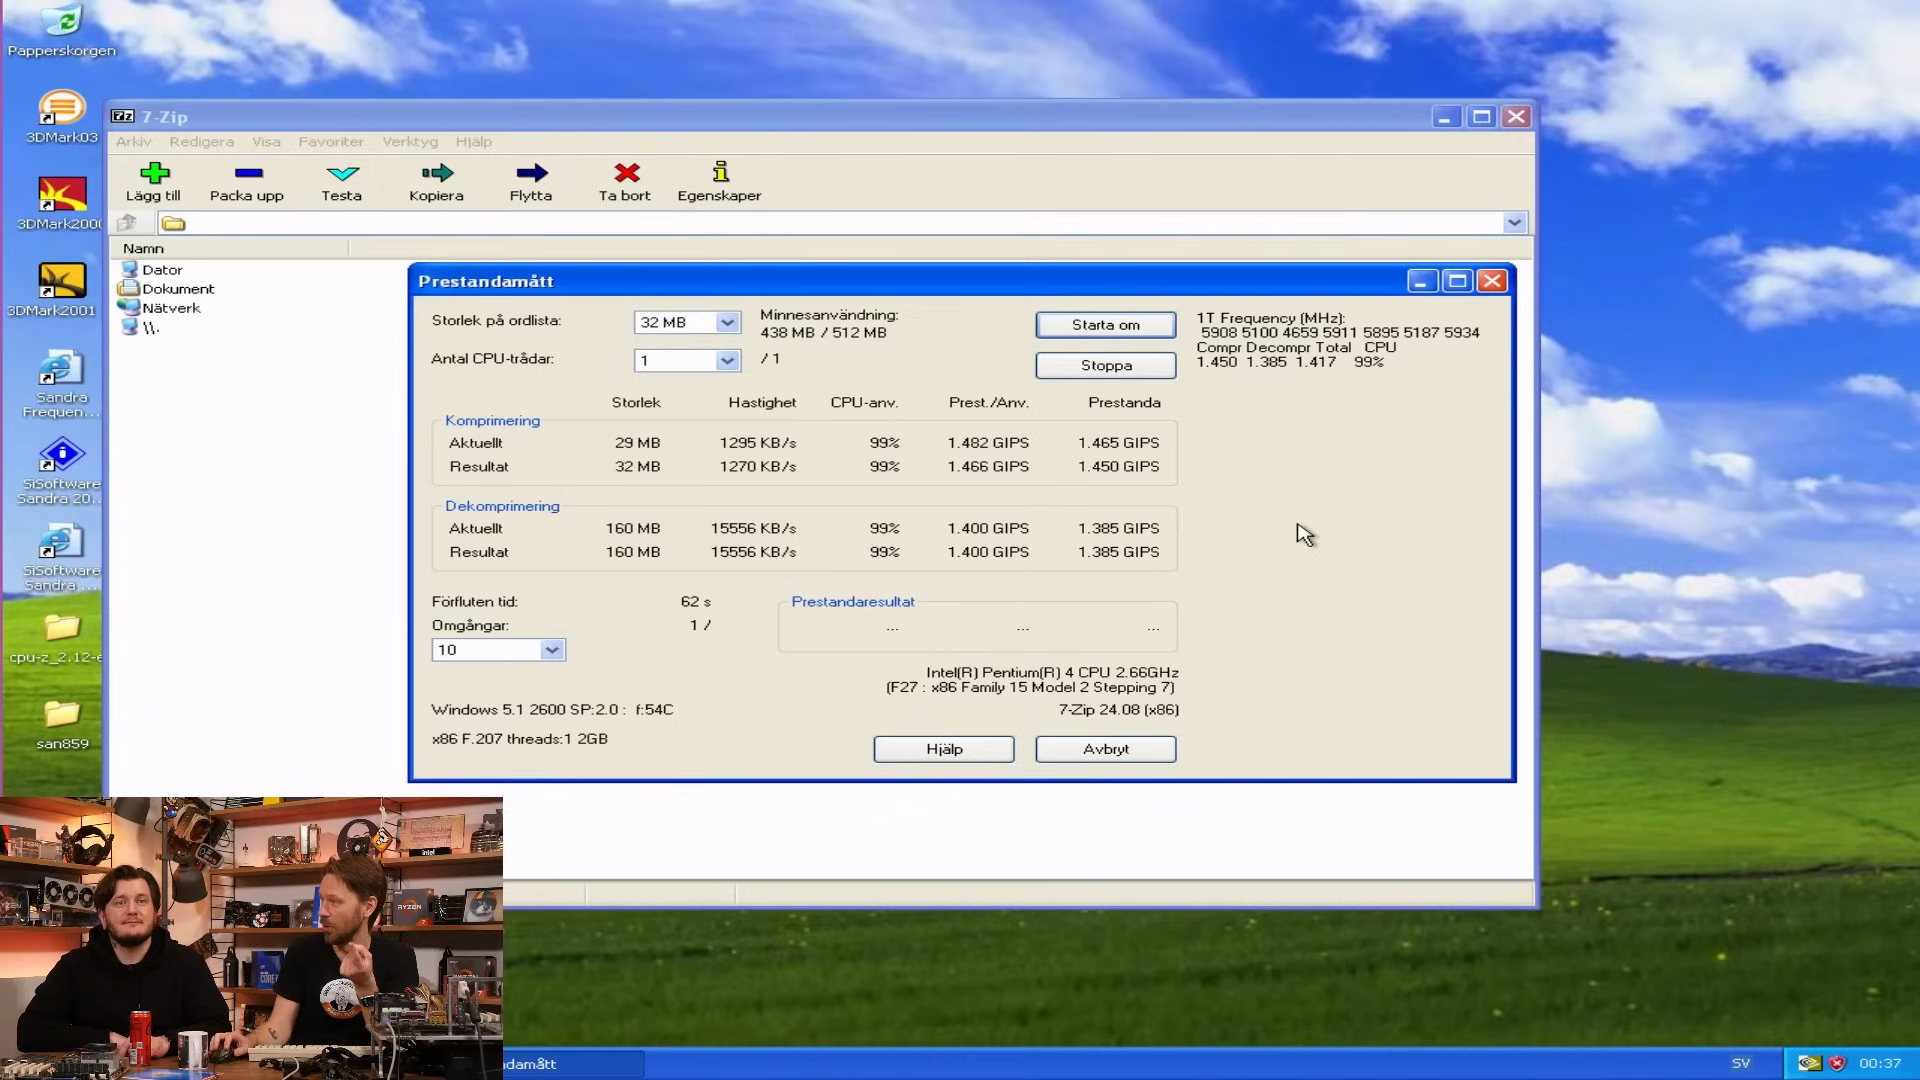 Papperskorgen
3DMark03
3DMark2001
Sandra
Frequen...
SiSoftware
Sandra 20...
SiSoftware
Sandra ...
cpu-z_2.12-e
san859
7-Zip
Arkiv Redigera Visa Favoriter Verktyg Hjälp
Lägg till Packa upp Testa Kopiera Flytta Ta bort Egenskaper
Namn
Dator
Dokument
Nätverk
\\.
Prestandamått
Storlek på ordlista: 32 MB
Minnesanvändning:
438 MB / 512 MB
Antal CPU-trådar: 1 / 1
Starta om
Stoppa
1T Frequency (MHz):
5908 5100 4659 5911 5895 5187 5934
Compr Decompr Total CPU
1.450 1.385 1.417 99%
Storlek Hastighet CPU-anv. Prest./Anv. Prestanda
Komprimering
Aktuellt 29 MB 1295 KB/s 99% 1.482 GIPS 1.465 GIPS
Resultat 32 MB 1270 KB/s 99% 1.466 GIPS 1.450 GIPS
Dekomprimering
Aktuellt 160 MB 15556 KB/s 99% 1.400 GIPS 1.385 GIPS
Resultat 160 MB 15556 KB/s 99% 1.400 GIPS 1.385 GIPS
Förfluten tid: 62 s
Omgångar: 1 /
10
Prestandaresultat
... ... ...
Intel(R) Pentium(R) 4 CPU 2.66GHz
(F27 : x86 Family 15 Model 2 Stepping 7)
Windows 5.1 2600 SP:2.0 : f:54C
7-Zip 24.08 (x86)
x86 F.207 threads:1 2GB
Hjälp
Avbryt
intel
RYZEN
damått
SV
00:37